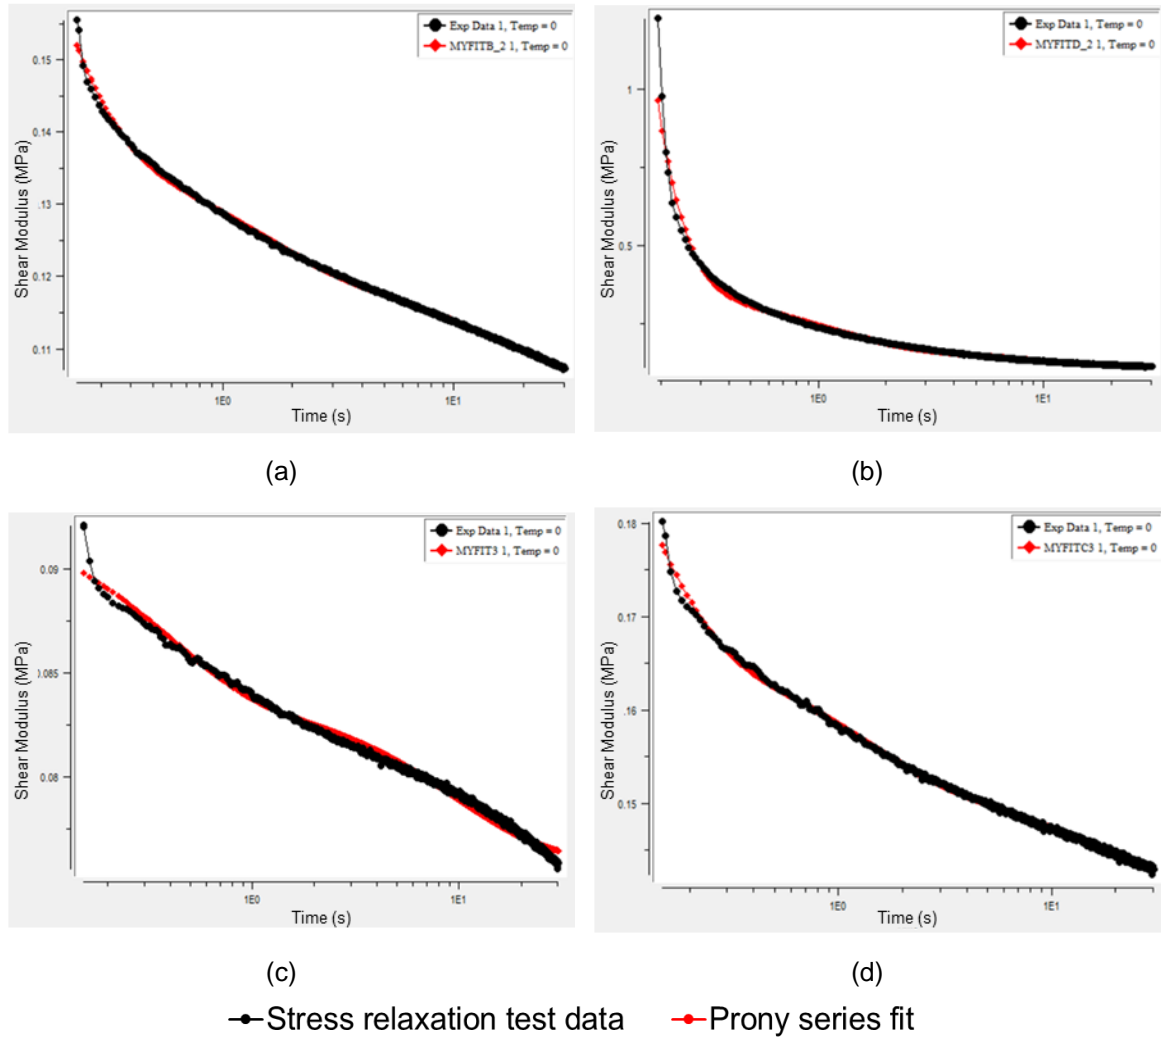 Exp Data 1, Temp = 0
MYFITB_2 1, Temp = 0
0.15
0.14
0.13
0.12
0.11
Shear Modulus (MPa)
1E0
1E1
Time (s)
(a)
Exp Data 1, Temp = 0
MYFITD_2 1, Temp = 0
1
0.5
Shear Modulus (MPa)
1E0
1E1
Time (s)
(b)
Exp Data 1, Temp = 0
MYFIT3 1, Temp = 0
0.09
0.085
0.08
Shear Modulus (MPa)
1E0
1E1
Time (s)
(c)
Exp Data 1, Temp = 0
MYFITC3 1, Temp = 0
0.18
0.17
.16
0.15
Shear Modulus (MPa)
1E0
1E1
Time (s)
(d)
Stress relaxation test data
Prony series fit